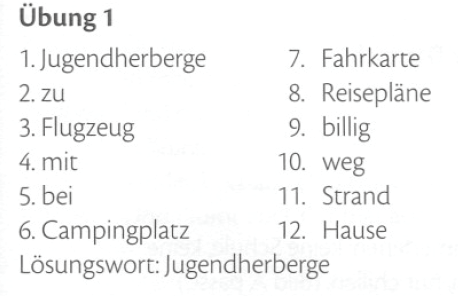 Übung 1
1. Jugendherberge
2. zu
3. Flugzeug
4. mit
5. bei
6. Campingplatz
7. Fahrkarte
8. Reisepläne
9. billig
10. weg
11. Strand
12. Hause
Lösungswort: Jugendherberge